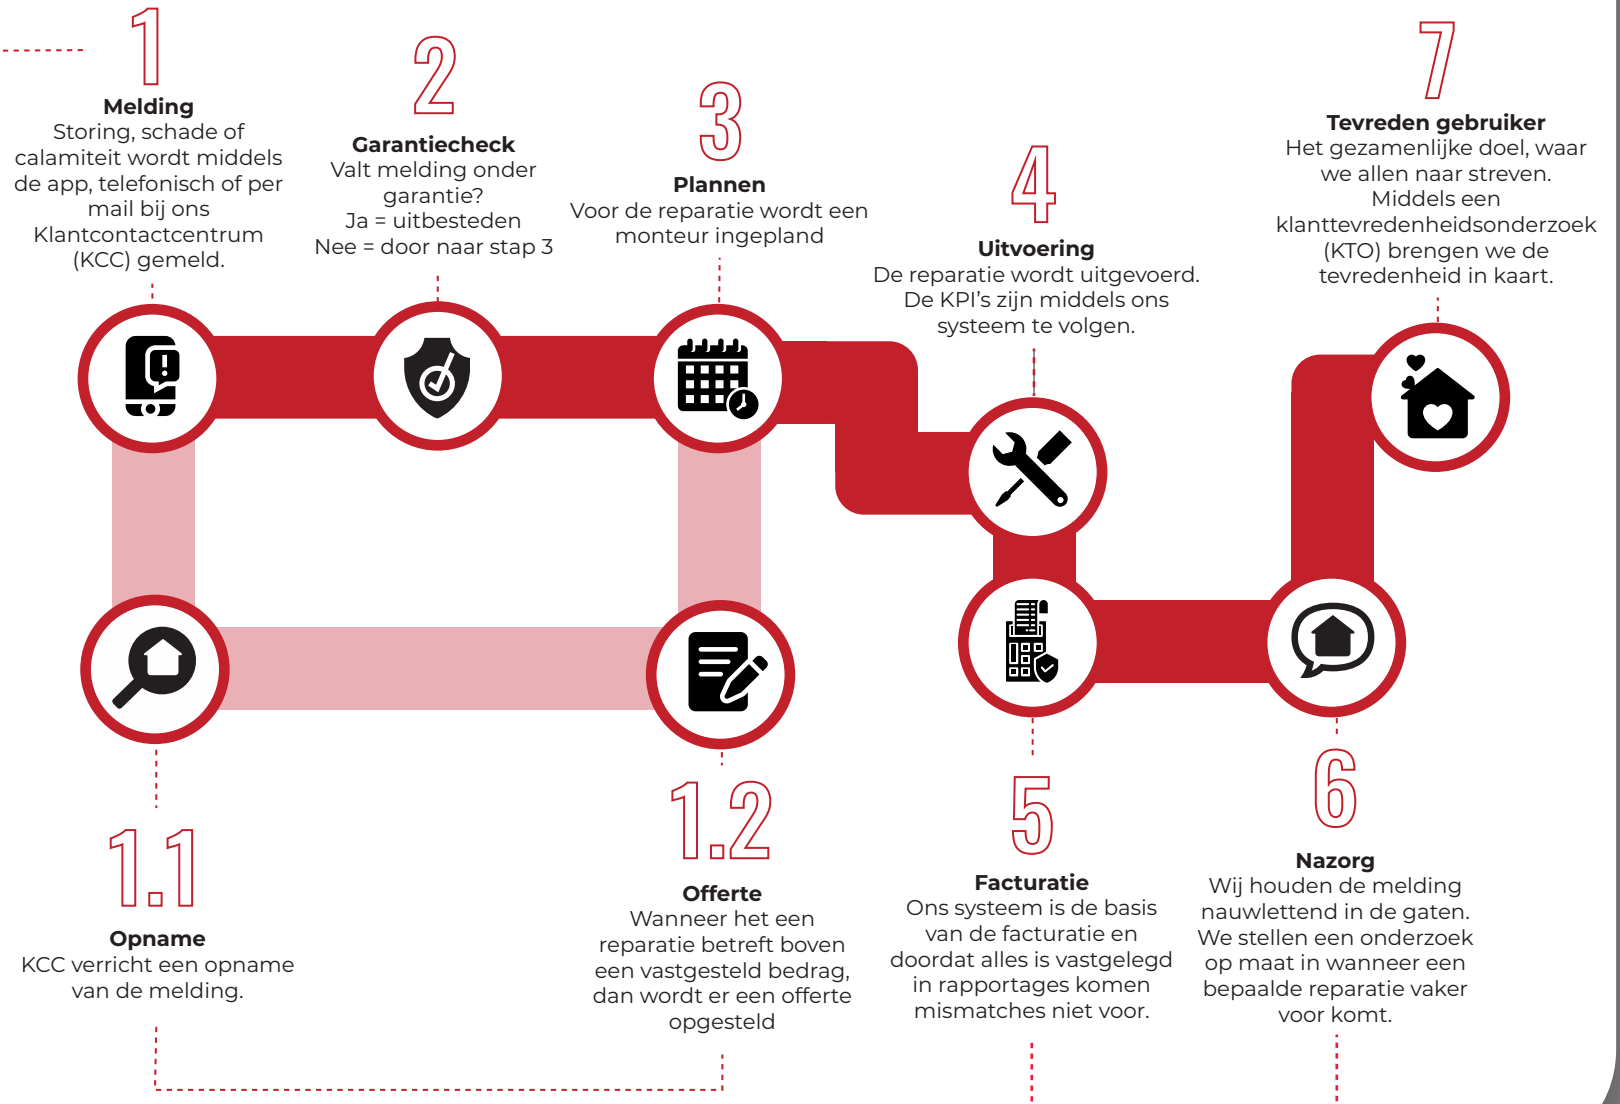 1
Melding
Storing, schade of
calamiteit wordt middels
de app, telefonisch of per
mail bij ons
Klantcontactcentrum
(KCC) gemeld.
2
Garantiecheck
Valt melding onder
garantie?
Ja = uitbesteden
Nee = door naar stap 3
3
Plannen
Voor de reparatie wordt een
monteur ingepland
4
Uitvoering
De reparatie wordt uitgevoerd.
De KPI's zijn middels ons
systeem te volgen.
7
Tevreden gebruiker
Het gezamenlijke doel, waar
we allen naar streven.
Middels een
klanttevredenheidsonderzoek
(KTO) brengen we de
tevredenheid in kaart.
1.1
Opname
KCC verricht een opname
van de melding.
1.2
Offerte
Wanneer het een
reparatie betreft boven
een vastgesteld bedrag,
dan wordt er een offerte
opgesteld
5
Facturatie
Ons systeem is de basis
van de facturatie en
doordat alles is vastgelegd
in rapportages komen
mismatches niet voor.
6
Nazorg
Wij houden de melding
nauwlettend in de gaten.
We stellen een onderzoek
op maat in wanneer een
bepaalde reparatie vaker
voor komt.